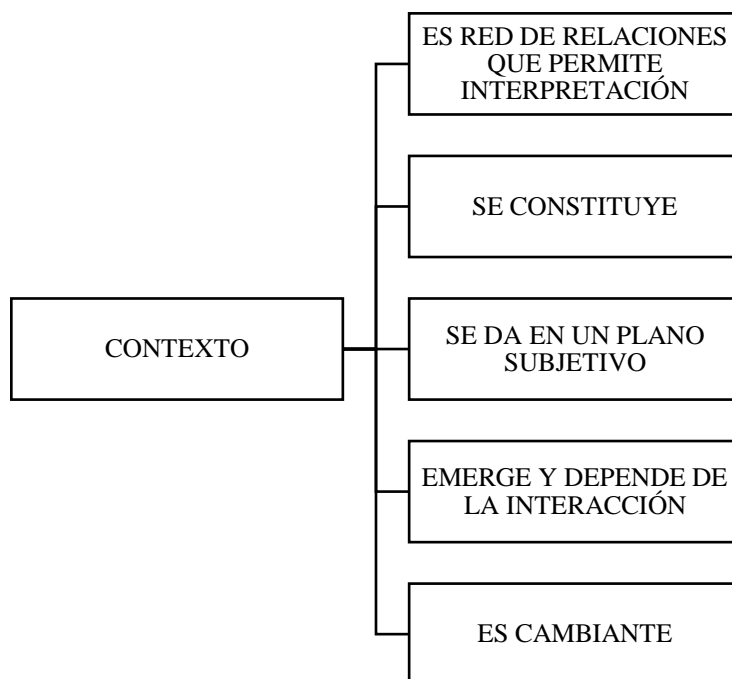 CONTEXTO
ES RED DE RELACIONES
QUE PERMITE
INTERPRETACIÓN
SE CONSTITUYE
SE DA EN UN PLANO
SUBJETIVO
EMERGE Y DEPENDE DE
LA INTERACCIÓN
ES CAMBIANTE